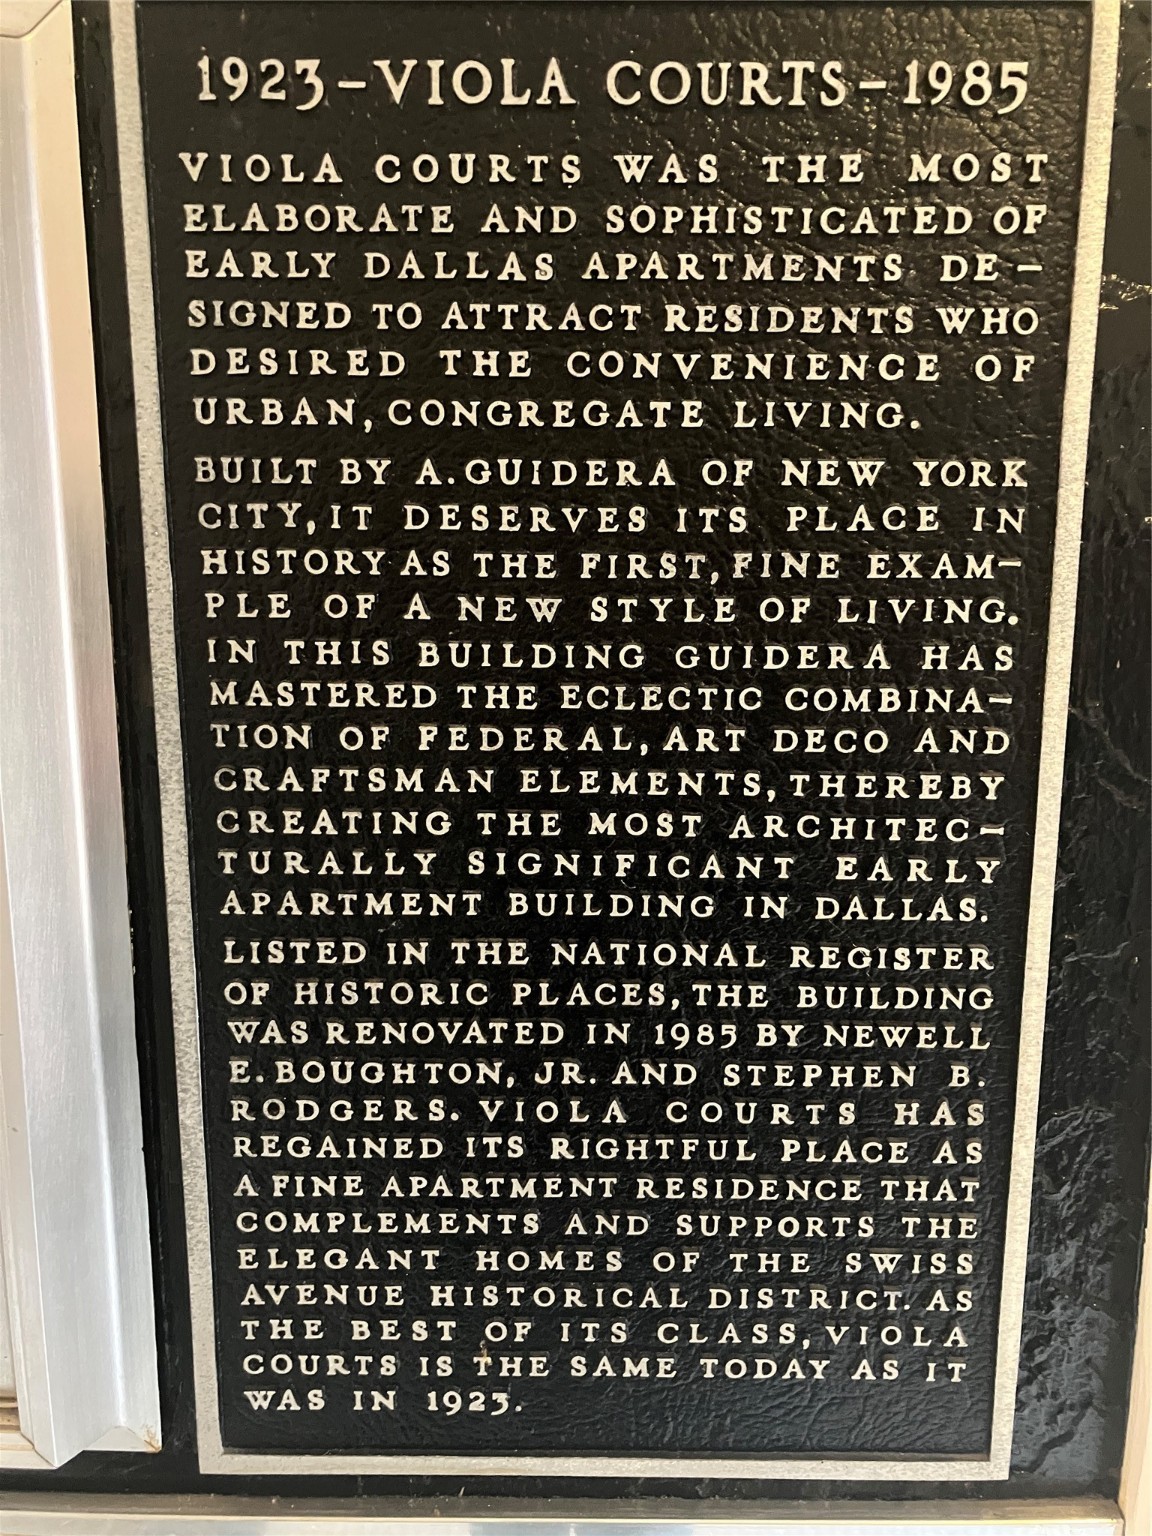 1923-VIOLA COURTS-1985
VIOLA COURTS WAS THE MOST
ELABORATE AND SOPHISTICATED OF
EARLY DALLAS APARTMENTS DE-
SIGNED TO ATTRACT RESIDENTS WHO
DESIRED THE CONVENIENCE OF
URBAN, CONGREGATE LIVING.
BUILT BY A. GUIDERA OF NEW YORK
CITY, IT DESERVES ITS PLACE IN
HISTORY AS THE FIRST, FINE EXAM-
PLE OF A NEW STYLE OF LIVING.
IN THIS BUILDING GUIDERA HAS
MASTERED THE ECLECTIC COMBINA-
TION OF FEDERAL, ART DECO AND
CRAFTSMAN ELEMENTS, THEREBY
CREATING THE MOST ARCHITEC-
TURALLY SIGNIFICANT EARLY
APARTMENT BUILDING IN DALLAS.
LISTED IN THE NATIONAL REGISTER
OF HISTORIC PLACES, THE BUILDING
WAS RENOVATED IN 1985 BY NEWELL
E. BOUGHTON, JR. AND STEPHEN B.
RODGERS. VIOLA COURTS HAS
REGAINED ITS RIGHTFUL PLACE AS
A FINE APARTMENT RESIDENCE THAT
COMPLEMENTS AND SUPPORTS THE
ELEGANT HOMES OF THE SWISS
AVENUE HISTORICAL DISTRICT. AS
THE BEST OF ITS CLASS, VIOLA
COURTS IS THE SAME TODAY AS IT
WAS IN 1923.